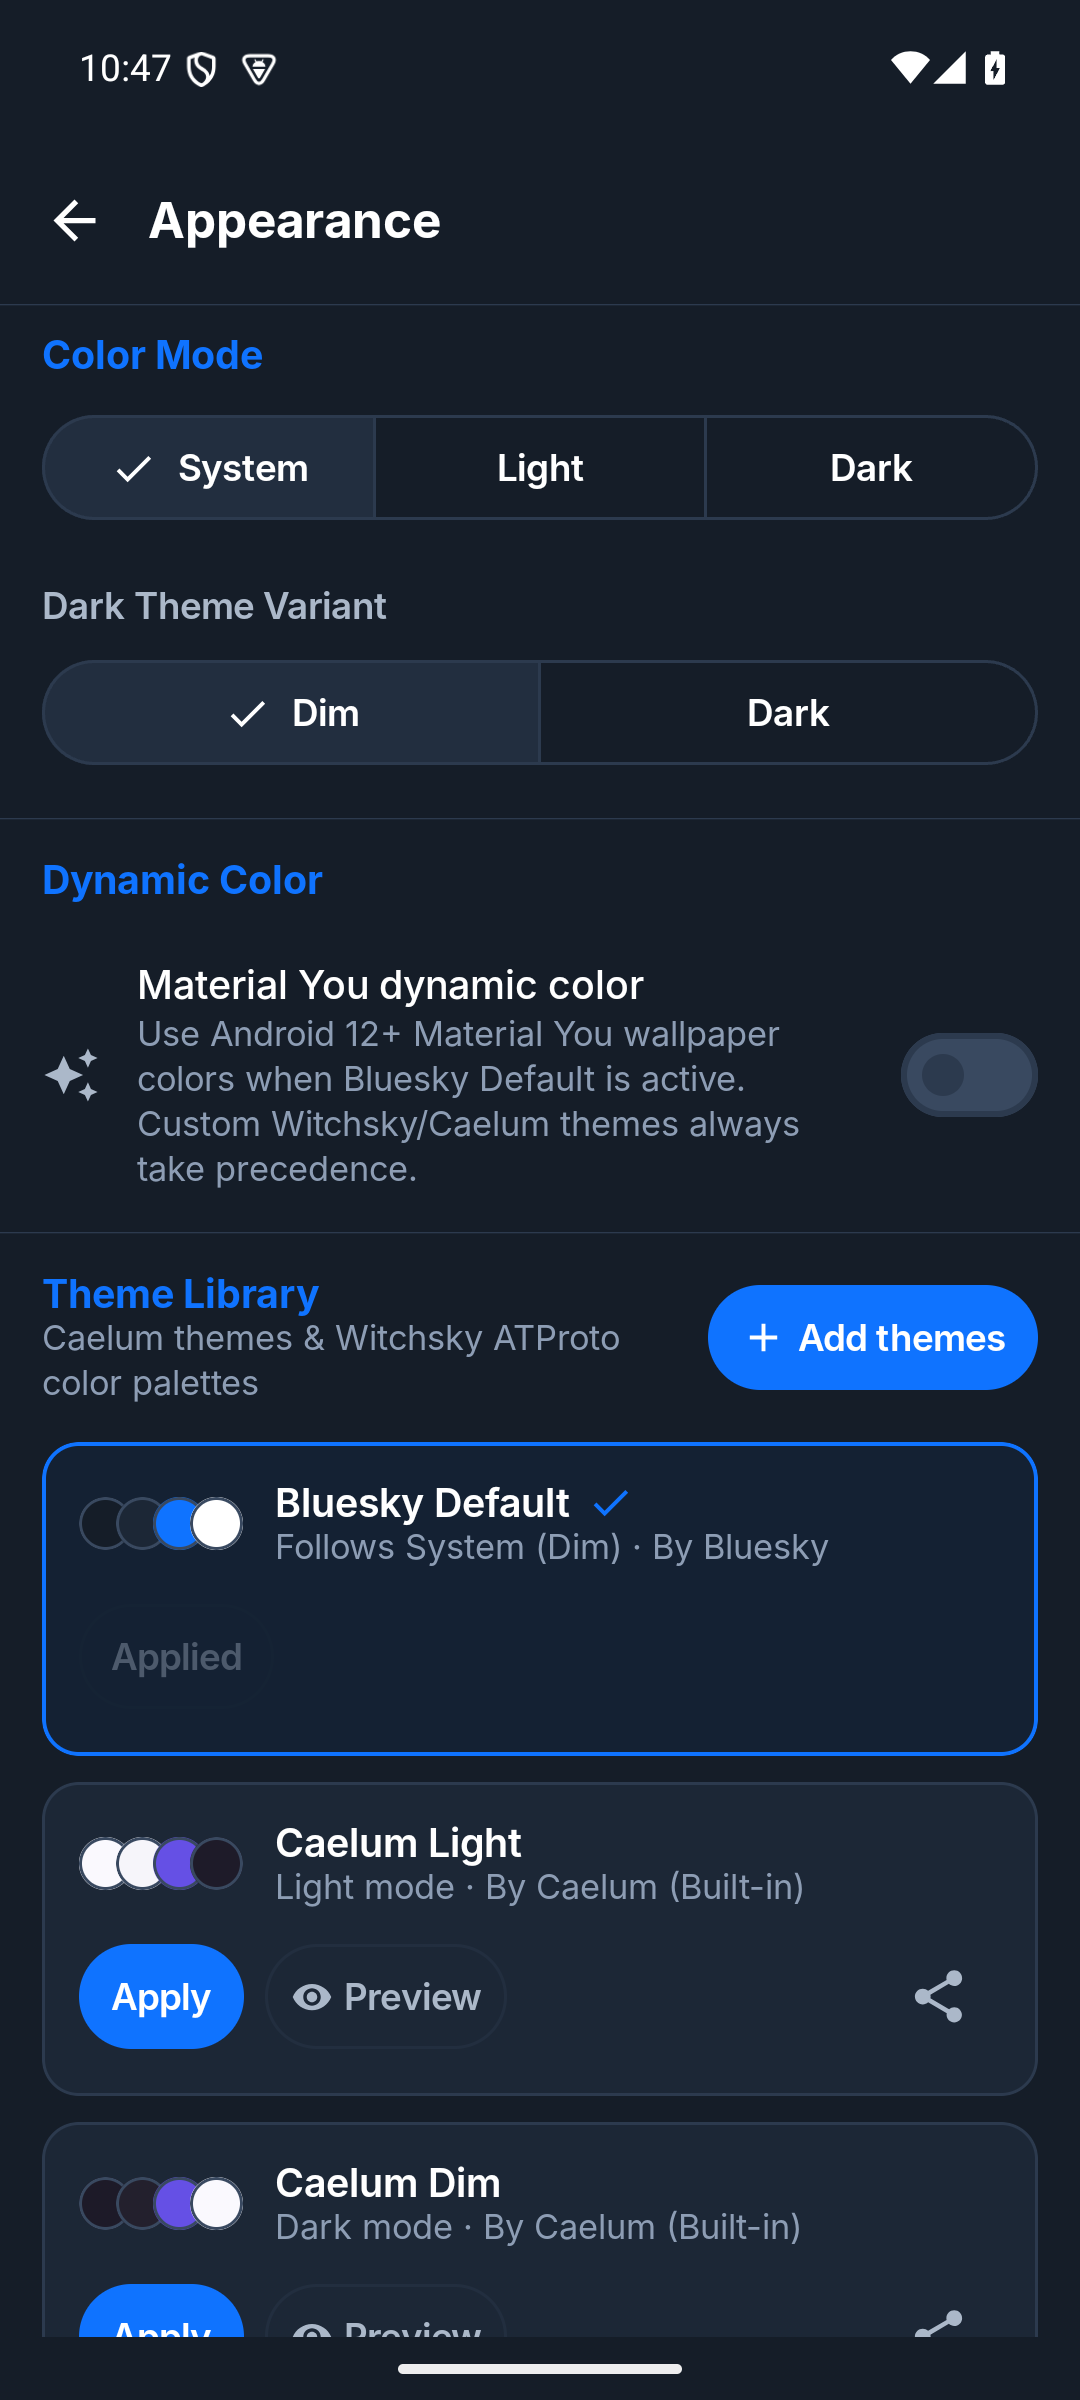 10:47
Appearance
Color Mode
System
Light
Dark
Dark Theme Variant
Dim
Dark
Dynamic Color
Material You dynamic color
Use Android 12+ Material You wallpaper
colors when Bluesky Default is active.
Custom Witchsky/Caelum themes always
take precedence.
Theme Library
Caelum themes & Witchsky ATProto
color palettes
Add themes
Bluesky Default
Follows System (Dim) · By Bluesky
Applied
Caelum Light
Light mode · By Caelum (Built-in)
Apply
Preview
Caelum Dim
Dark mode · By Caelum (Built-in)
Apply
Preview